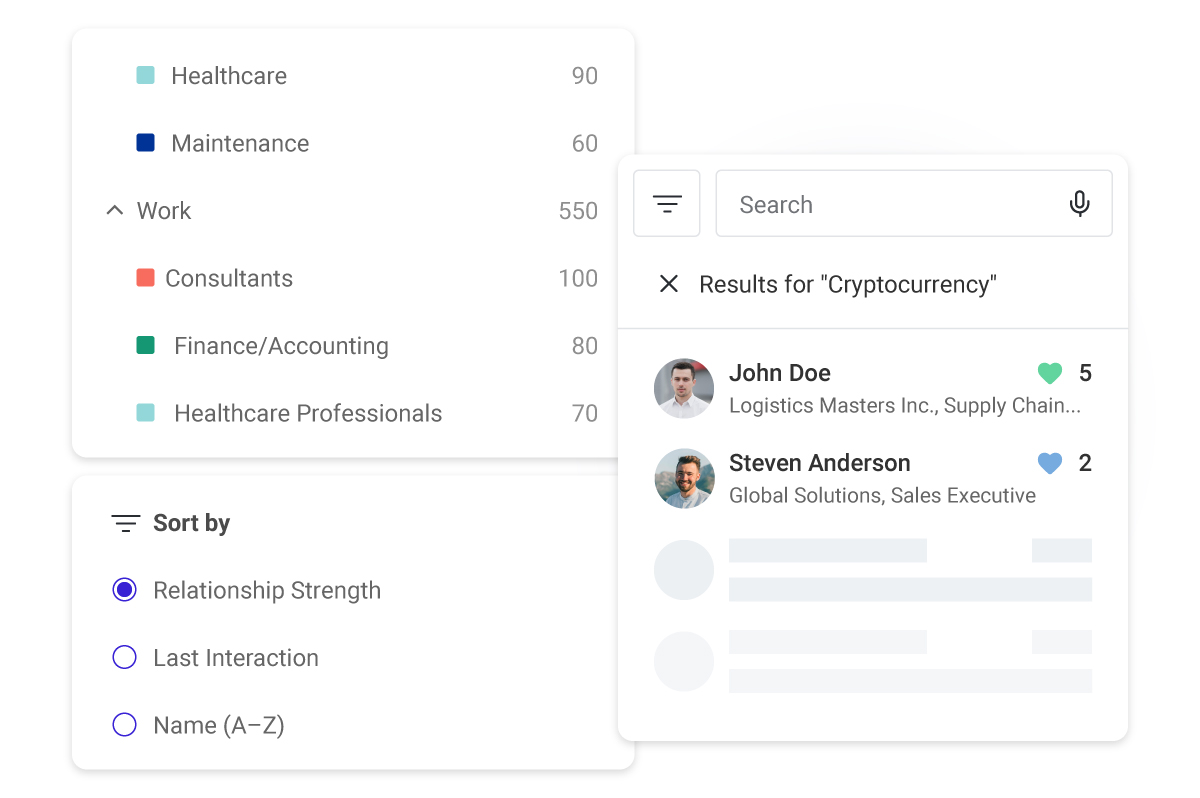 Healthcare 90
Maintenance 60
Work 550
Consultants 100
Finance/Accounting 80
Healthcare Professionals 70
Sort by
Relationship Strength
Last Interaction
Name (A–Z)
Search
Results for "Cryptocurrency"
John Doe 5
Logistics Masters Inc., Supply Chain...
Steven Anderson 2
Global Solutions, Sales Executive